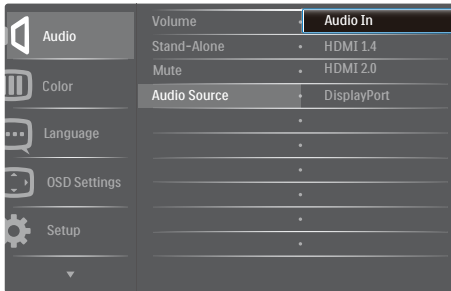 Audio
Color
Language
OSD Settings
Setup
Volume
Stand-Alone
Mute
Audio Source
Audio In
HDMI 1.4
HDMI 2.0
DisplayPort